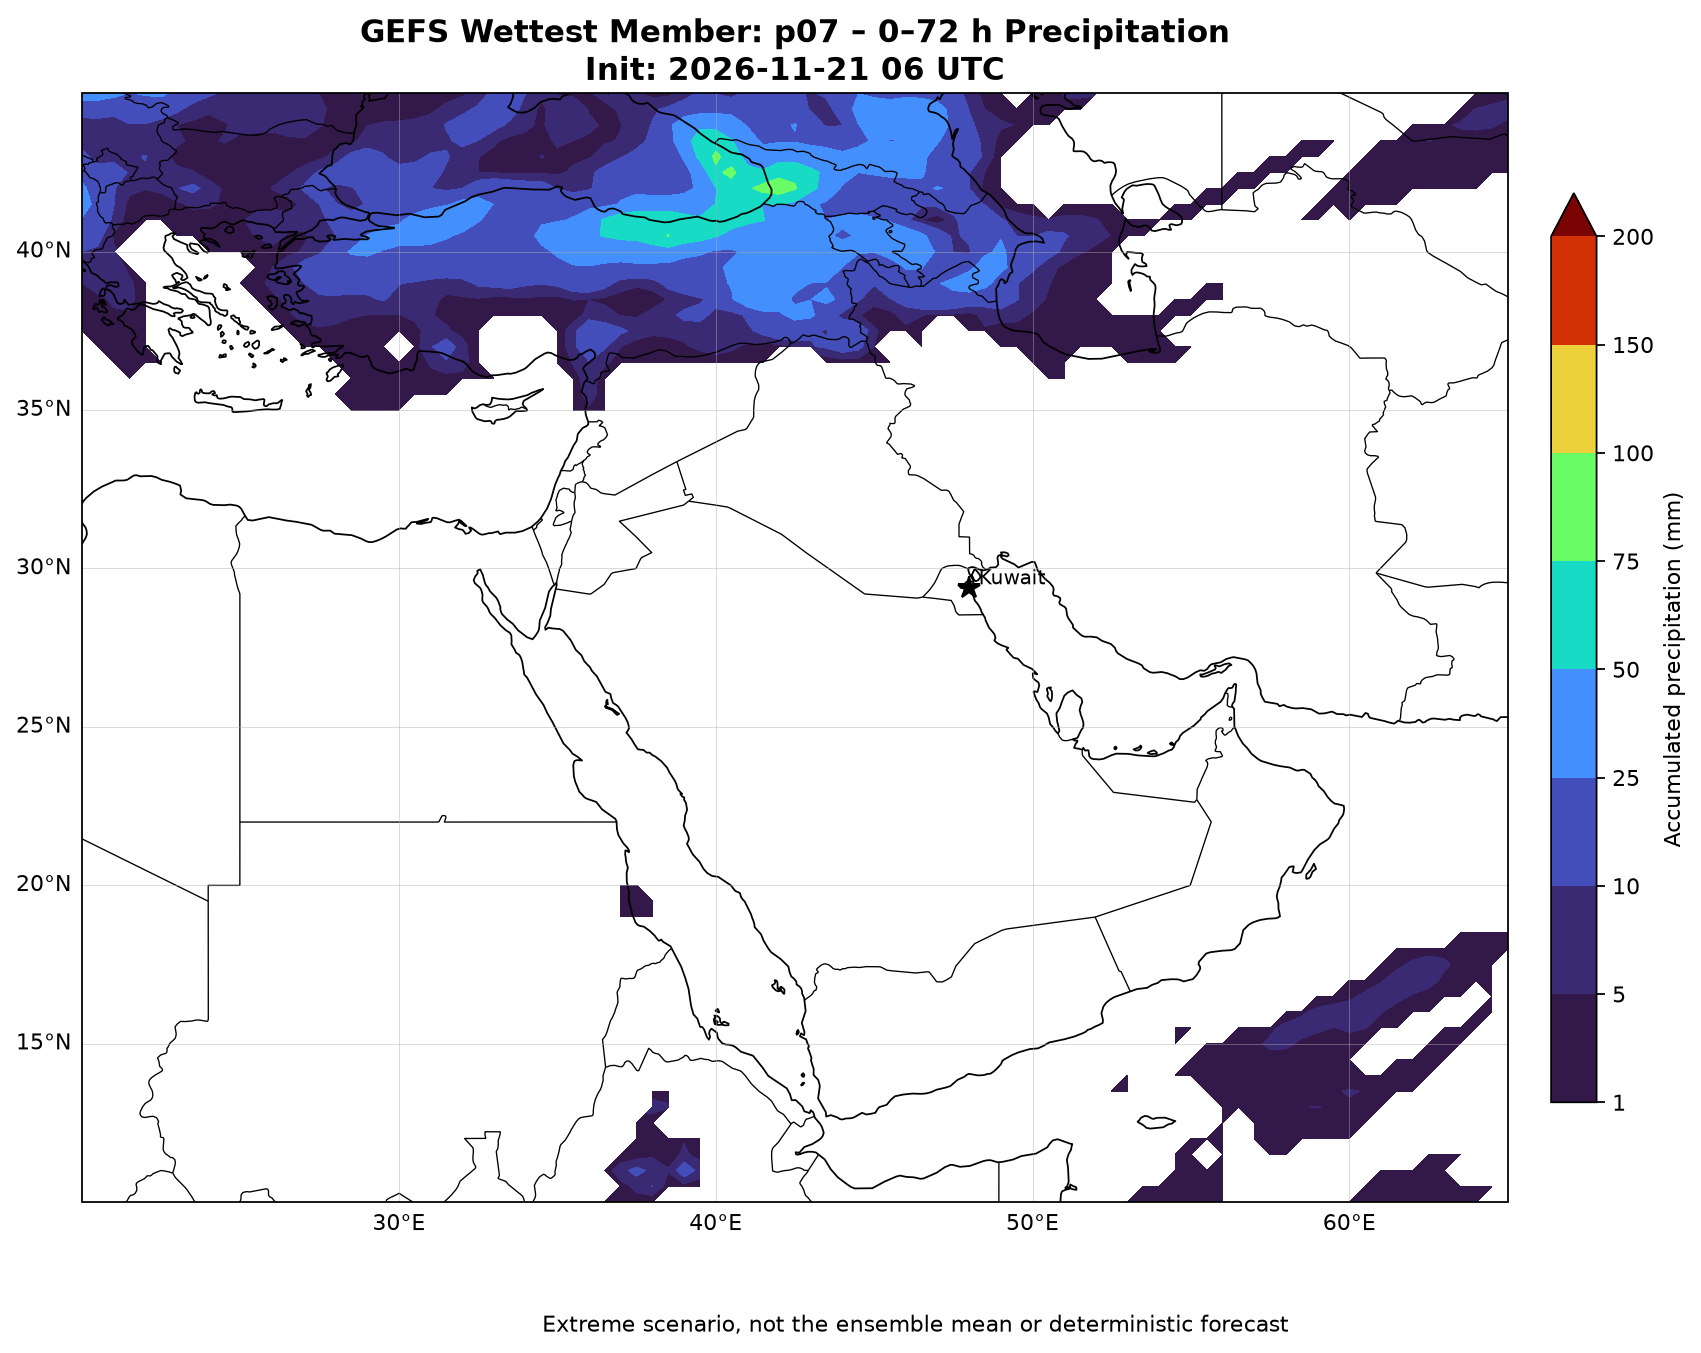 GEFS Wettest Member: p07 – 0–72 h Precipitation
Init: 2026-11-21 06 UTC
40°N
35°N
30°N
25°N
20°N
15°N
30°E
40°E
50°E
60°E
Kuwait
200
150
100
75
50
25
10
5
1
Accumulated precipitation (mm)
Extreme scenario, not the ensemble mean or deterministic forecast